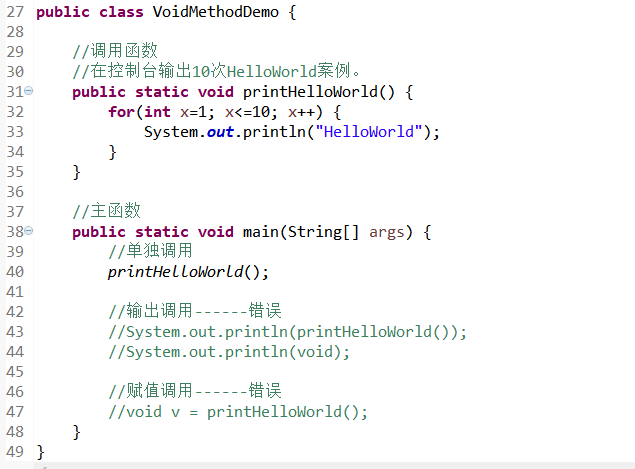 27 public class VoidMethodDemo {
28
29     //调用函数
30     //在控制台输出10次HelloWorld案例。
31     public static void printHelloWorld() {
32         for(int x=1; x<=10; x++) {
33             System.out.println("HelloWorld");
34         }
35     }
36
37     //主函数
38     public static void main(String[] args) {
39         //单独调用
40         printHelloWorld();
41
42         //输出调用------错误
43         //System.out.println(printHelloWorld());
44         //System.out.println(void);
45
46         //赋值调用------错误
47         //void v = printHelloWorld();
48     }
49 }